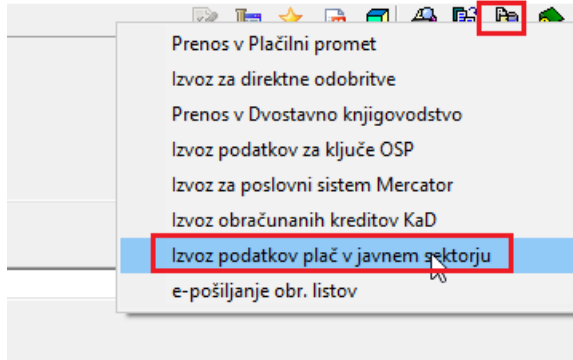 Prenos v Plačilni promet
Izvoz za direktne odobritve
Prenos v Dvostavno knjigovodstvo
Izvoz podatkov za ključe OSP
Izvoz za poslovni sistem Mercator
Izvoz obračunanih kreditov KaD
Izvoz podatkov plač v javnem sektorju
e-pošiljanje obr. listov